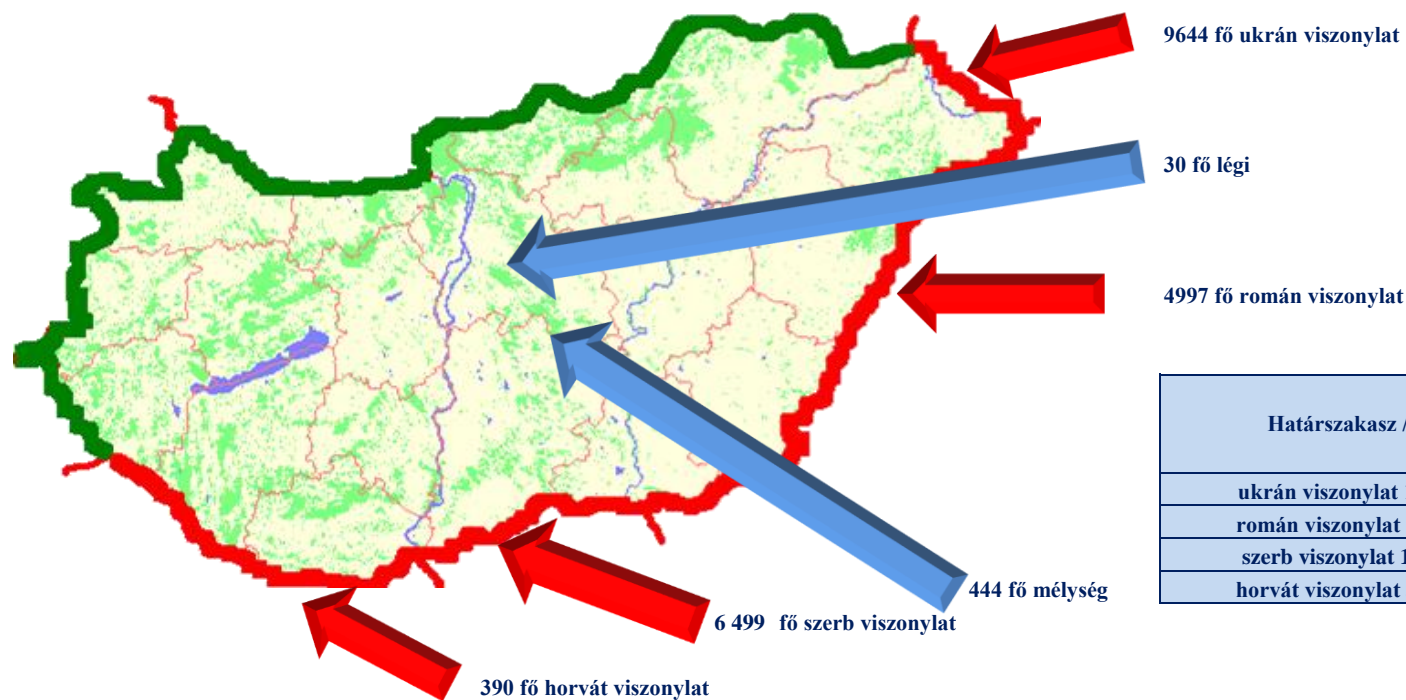 9644 fő ukrán viszonylat
30 fő légi
4997 fő román viszonylat
Határszakasz /
ukrán viszonylat
román viszonylat
szerb viszonylat 1
horvát viszonylat
444 fő mélység
6 499 fő szerb viszonylat
390 fő horvát viszonylat